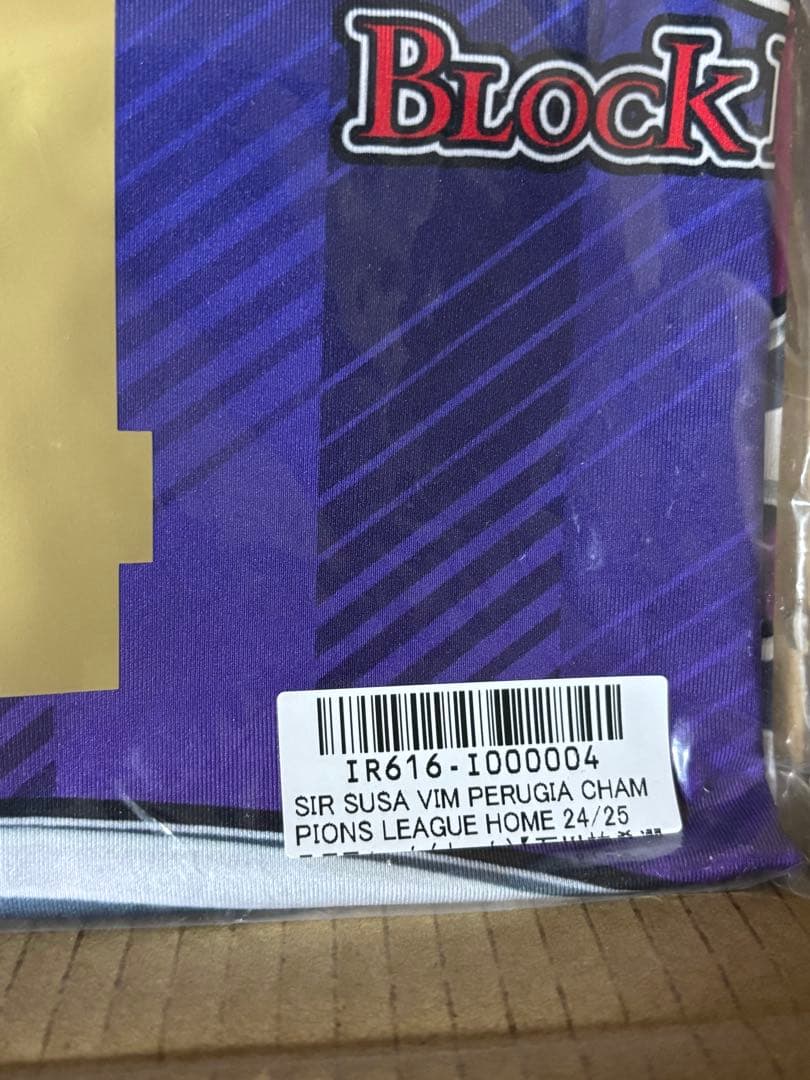 BLOCK
IR616-I000004
SIR SUSA VIM PERUGIA CHAM
PIONS LEAGUE HOME 24/25